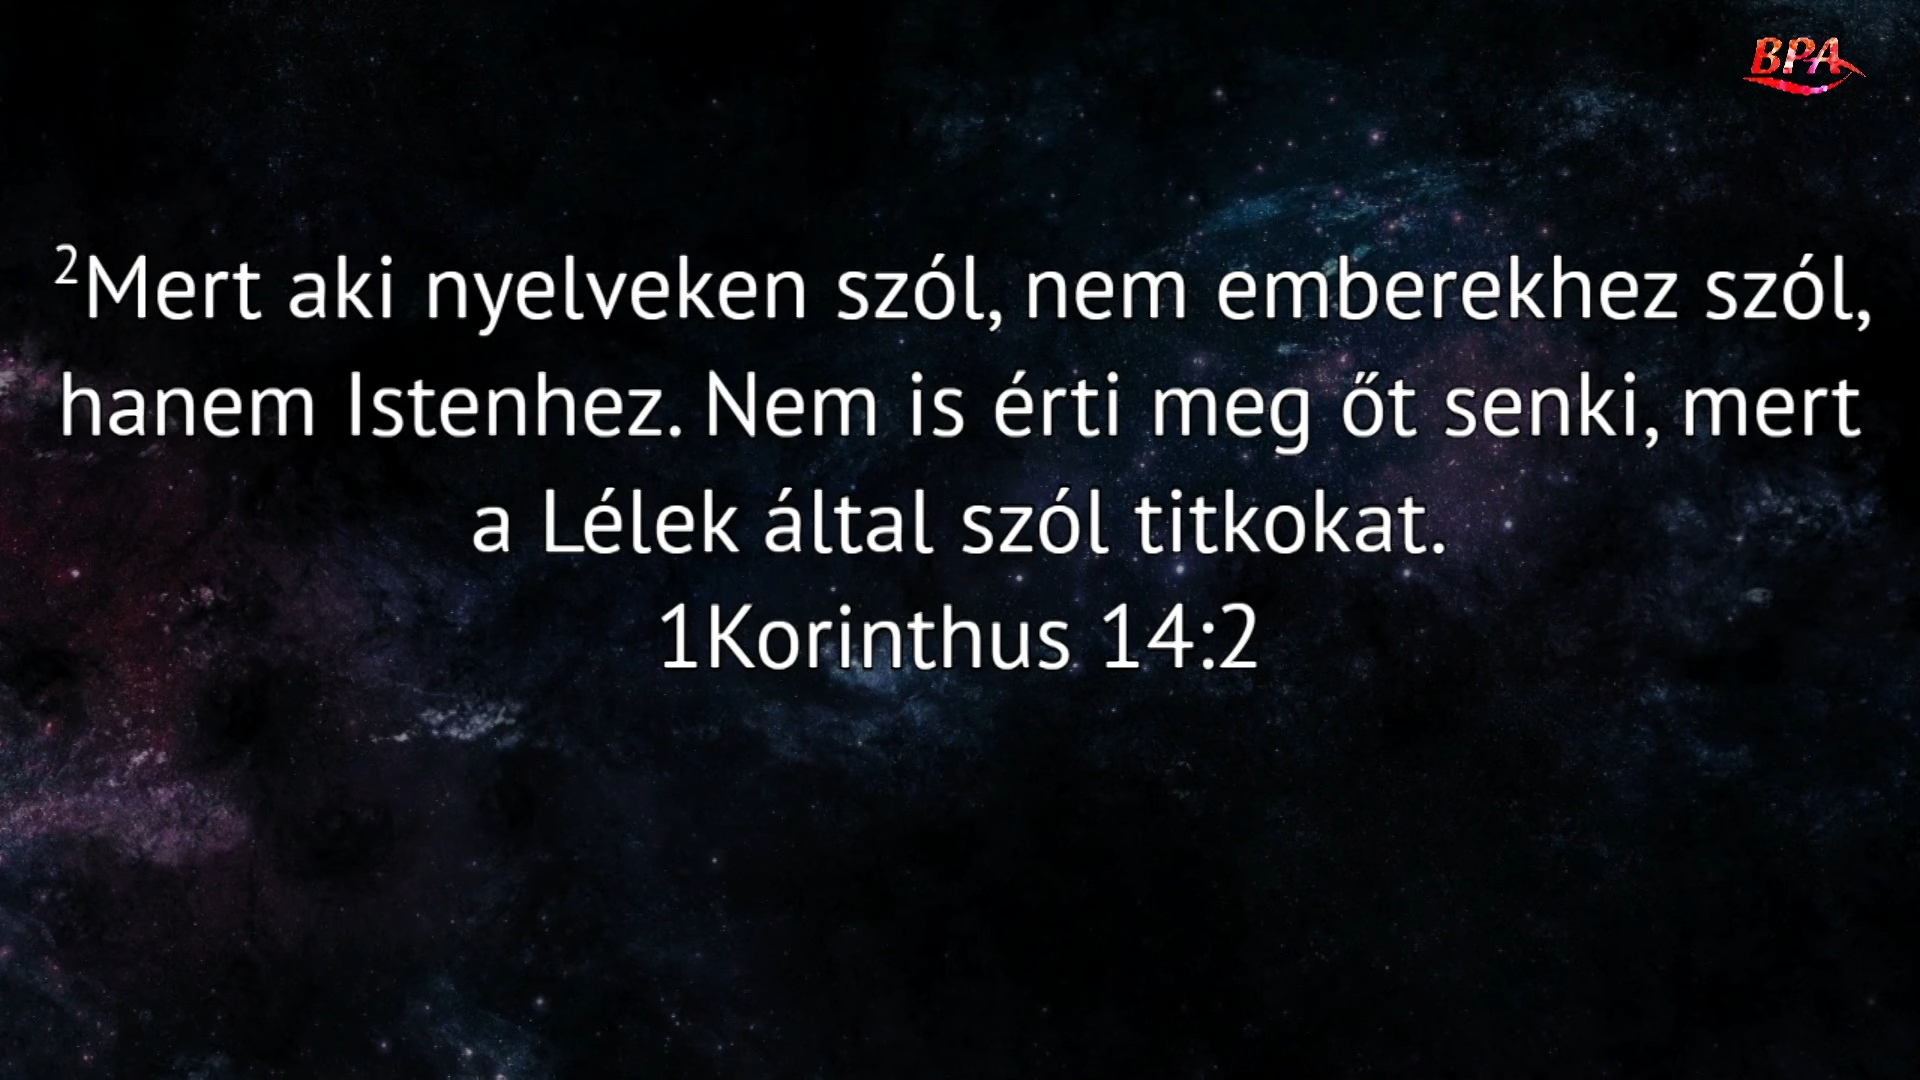 BPA
²Mert aki nyelveken szól, nem emberekhez szól,
hanem Istenhez. Nem is érti meg őt senki, mert
a Lélek által szól titkokat.
1Korinthus 14:2